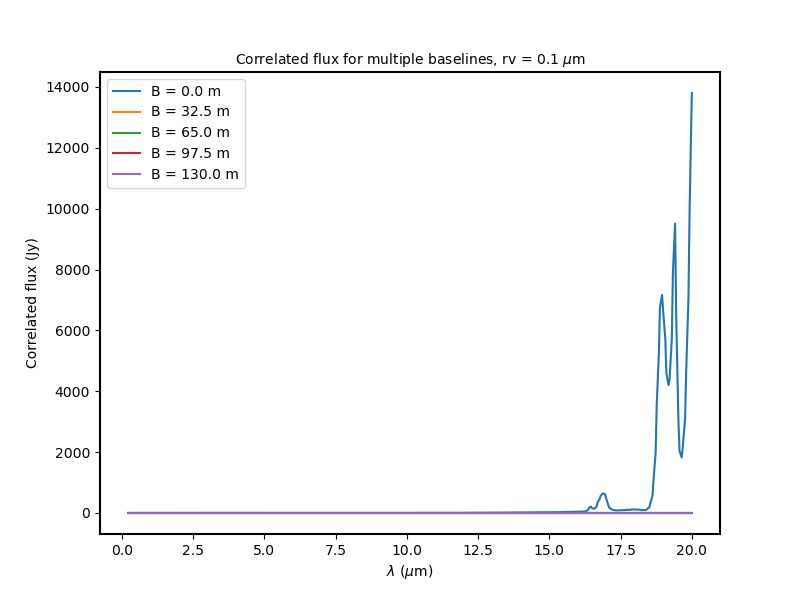 Correlated flux for multiple baselines, rv = 0.1 μm
14000
12000
10000
8000
6000
4000
2000
0
Correlated flux (Jy)
B = 0.0 m
B = 32.5 m
B = 65.0 m
B = 97.5 m
B = 130.0 m
0.0 2.5 5.0 7.5 10.0 12.5 15.0 17.5 20.0
λ (μm)